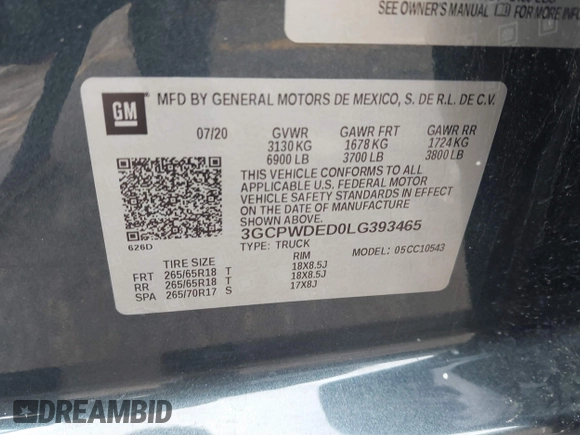 SEE OWNER'S MANUAL FOR MORE INFO
GM
MFD BY GENERAL MOTORS DE MEXICO, S. DE R.L. DE C.V.
07/20 GVWR GAWR FRT GAWR RR
3130 KG 1678 KG 1724 KG
6900 LB 3700 LB 3800 LB
THIS VEHICLE CONFORMS TO ALL
APPLICABLE U.S. FEDERAL MOTOR
VEHICLE SAFETY STANDARDS IN EFFECT
ON THE DATE OF MANUFACTURE
SHOWN ABOVE.
3GCPWDED0LG393465
626D
TYPE: TRUCK
MODEL: 05CC10543
TIRE SIZE RIM
FRT 265/65R18 T 18X8.5J
RR 265/65R18 T 18X8.5J
SPA 265/70R17 S 17X8J
DREAMBID